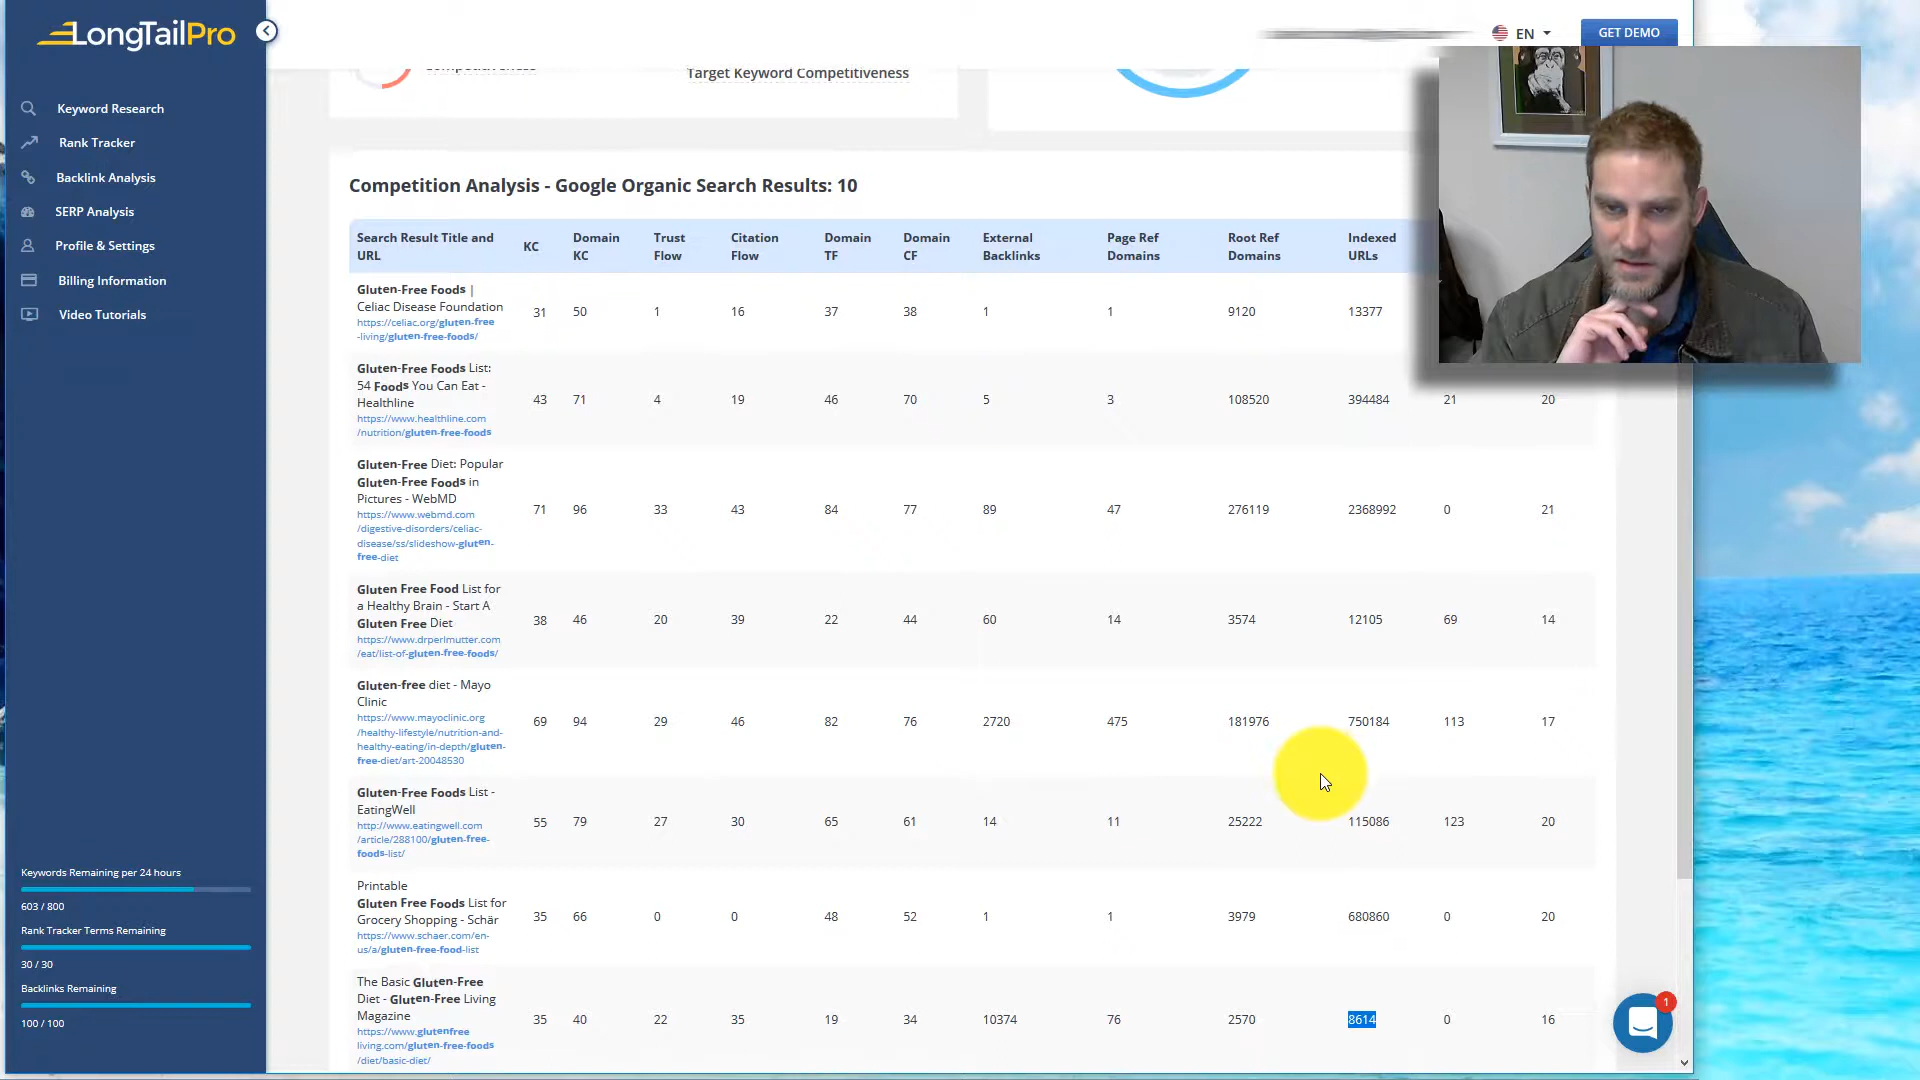 LongTailPro
EN
GET DEMO
Keyword Research
Rank Tracker
Backlink Analysis
SERP Analysis
Profile & Settings
Billing Information
Video Tutorials
Keywords Remaining per 24 hours
603 / 800
Rank Tracker Terms Remaining
30 / 30
Backlinks Remaining
100 / 100
Competitiveness
Target Keyword Competitiveness
Competition Analysis - Google Organic Search Results: 10
Search Result Title and URL KC Domain KC Trust Flow Citation Flow Domain TF Domain CF External Backlinks Page Ref Domains Root Ref Domains Indexed URLs
Gluten-Free Foods |
Celiac Disease Foundation
https://celiac.org/gluten-free
-living/gluten-free-foods/
31 50 1 16 37 38 1 1 9120 13377
Gluten-Free Foods List:
54 Foods You Can Eat -
Healthline
https://www.healthline.com
/nutrition/gluten-free-foods
43 71 4 19 46 70 5 3 108520 394484 21 20
Gluten-Free Diet: Popular
Gluten-Free Foods in
Pictures - WebMD
https://www.webmd.com
/digestive-disorders/celiac-
disease/ss/slideshow-gluten-
free-diet
71 96 33 43 84 77 89 47 276119 2368992 0 21
Gluten Free Food List for
a Healthy Brain - Start A
Gluten Free Diet
https://www.drperlmutter.com
/eat/list-of-gluten-free-foods/
38 46 20 39 22 44 60 14 3574 12105 69 14
Gluten-free diet - Mayo
Clinic
https://www.mayoclinic.org
/healthy-lifestyle/nutrition-and-
healthy-eating/in-depth/gluten-
free-diet/art-20048530
69 94 29 46 82 76 2720 475 181976 750184 113 17
Gluten-Free Foods List -
EatingWell
http://www.eatingwell.com
/article/288100/gluten-free-
foods-list/
55 79 27 30 65 61 14 11 25222 115086 123 20
Printable
Gluten Free Foods List for
Grocery Shopping - Schär
https://www.schaer.com/en-
us/a/gluten-free-food-list
35 66 0 0 48 52 1 1 3979 680860 0 20
The Basic Gluten-Free
Diet - Gluten-Free Living
Magazine
https://www.glutenfree
living.com/gluten-free-foods
/diet/basic-diet/
35 40 22 35 19 34 10374 76 2570 8614 0 16
1